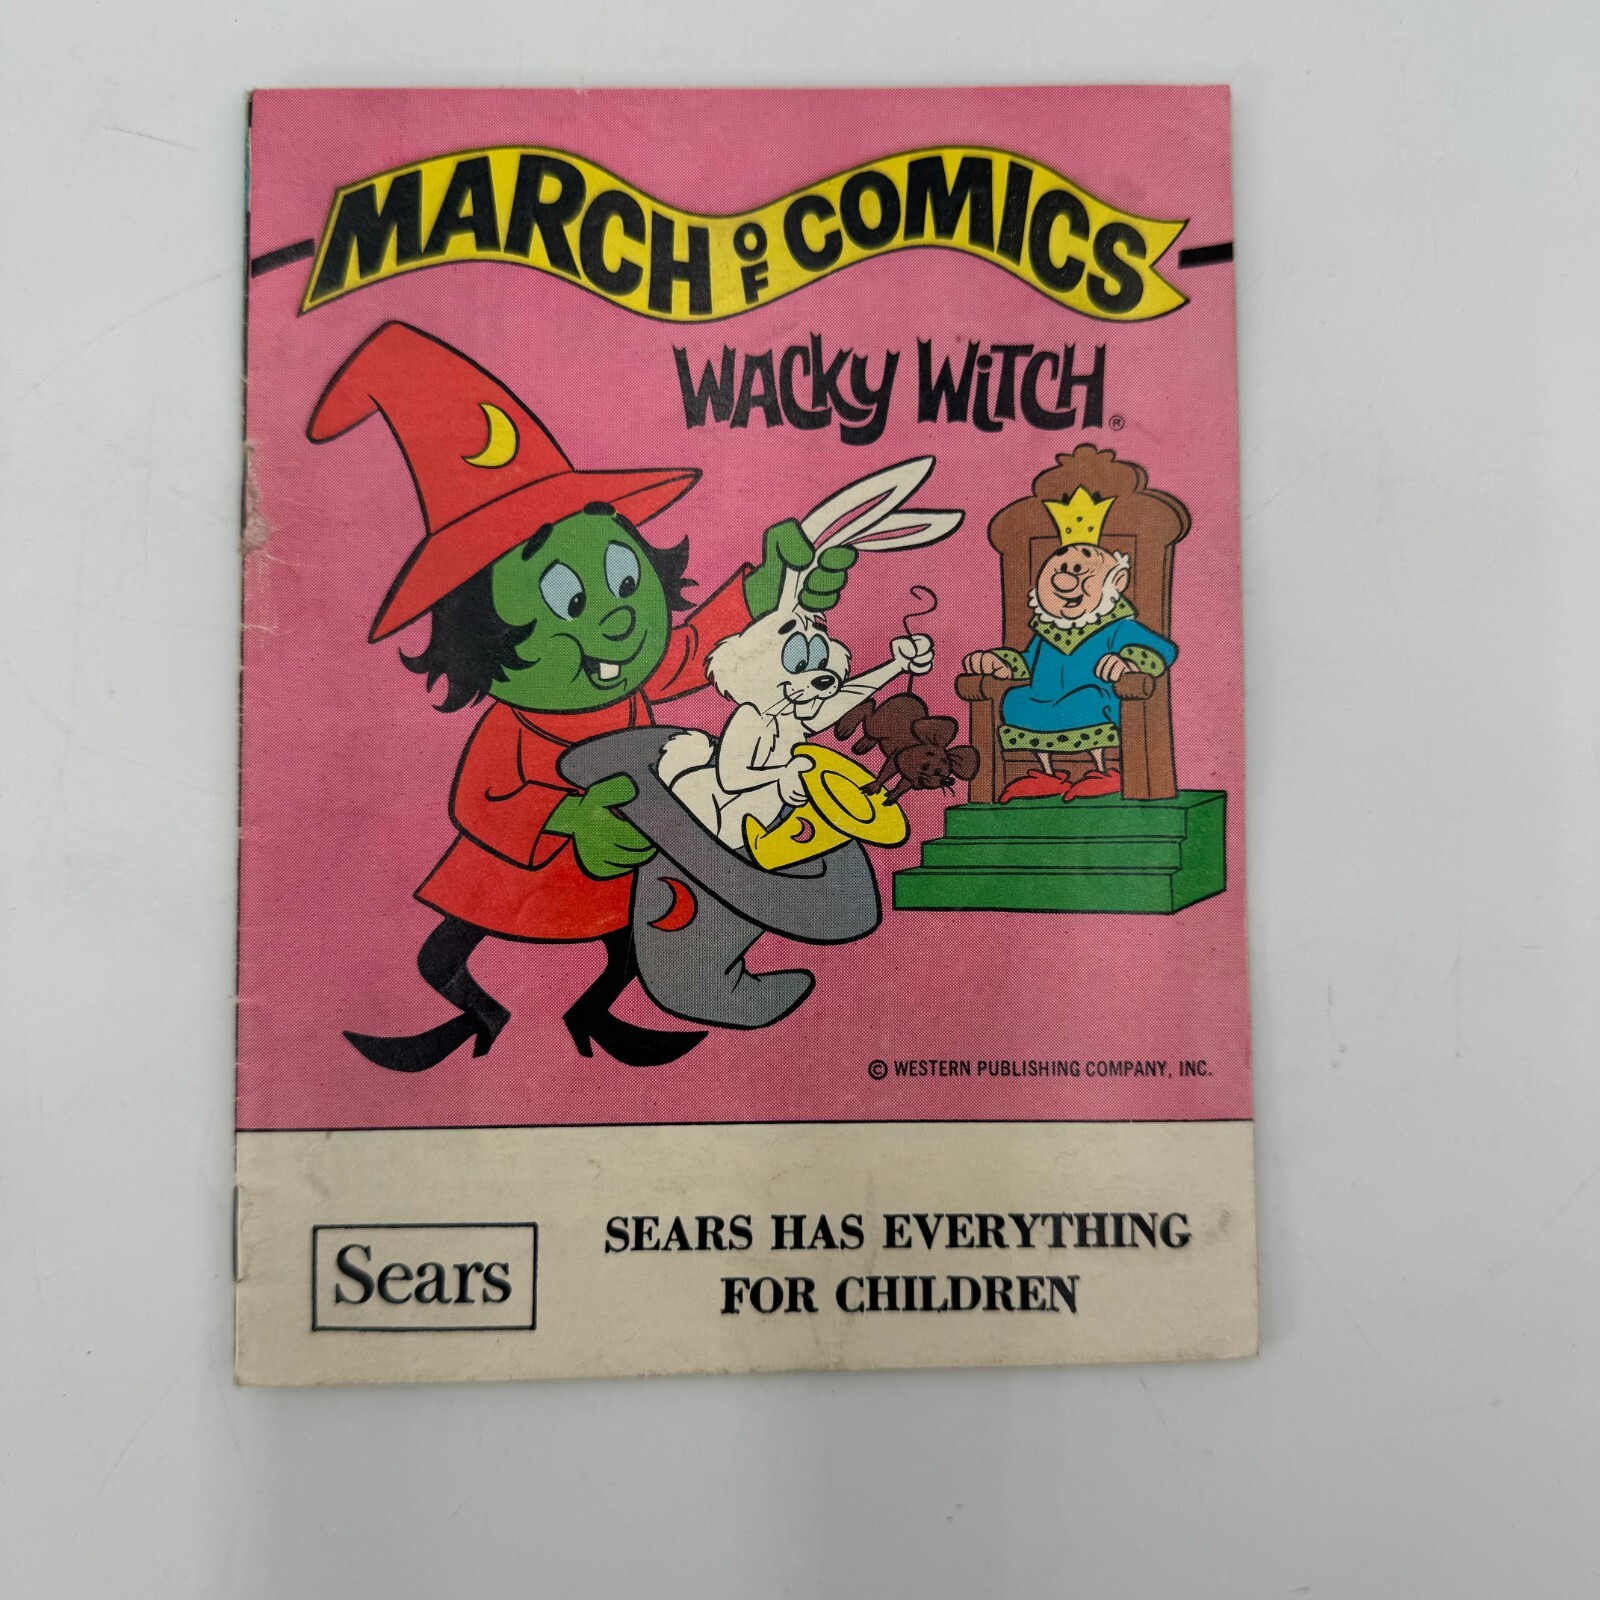 MARCH OF COMICS
WACKY WITCH®
© WESTERN PUBLISHING COMPANY, INC.
Sears
SEARS HAS EVERYTHING
FOR CHILDREN